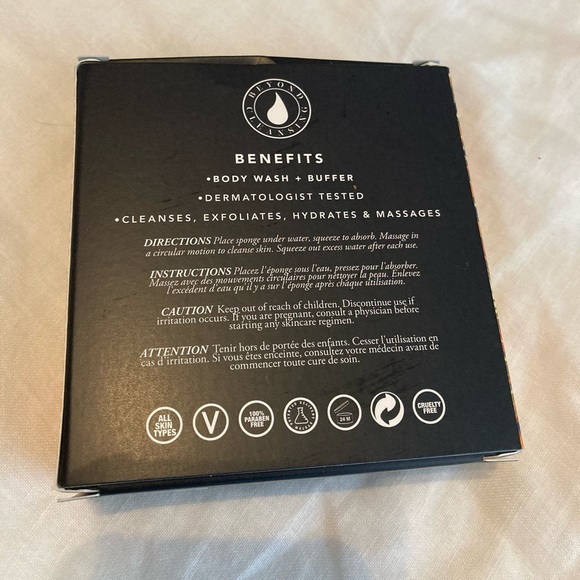 BEYOND CLEANSING
BENEFITS
•BODY WASH + BUFFER
•DERMATOLOGIST TESTED
•CLEANSES, EXFOLIATES, HYDRATES & MASSAGES
DIRECTIONS Place sponge under water, squeeze to absorb. Massage in
a circular motion to cleanse skin. Squeeze out excess water after each use.
INSTRUCTIONS Placez l'éponge sous l'eau, pressez pour l'absorber.
Massez avec des mouvements circulaires pour nettoyer la peau. Enlevez
l'excédent d'eau qu'il y a sur l'éponge après chaque utilisation.
CAUTION Keep out of reach of children. Discontinue use if
irritation occurs. If you are pregnant, consult a physician before
starting any skincare regimen.
ATTENTION Tenir hors de portée des enfants. Cesser l'utilisation en
cas d'irritation. Si vous êtes enceinte, consultez votre médecin avant de
commencer toute cure de soin.
ALL
SKIN
TYPES
V
100%
PARABEN
FREE
24 M
CRUELTY
FREE